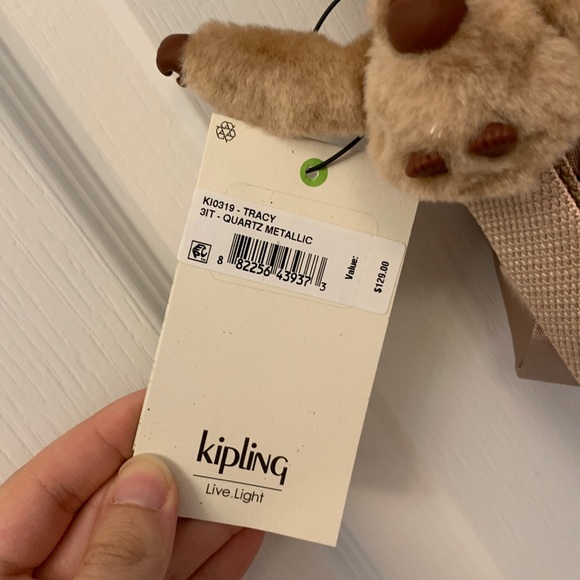 KI0319 - TRACY
3IT - QUARTZ METALLIC
8 82256 43937 3
Value:
$129.00
kipling
Live.Light